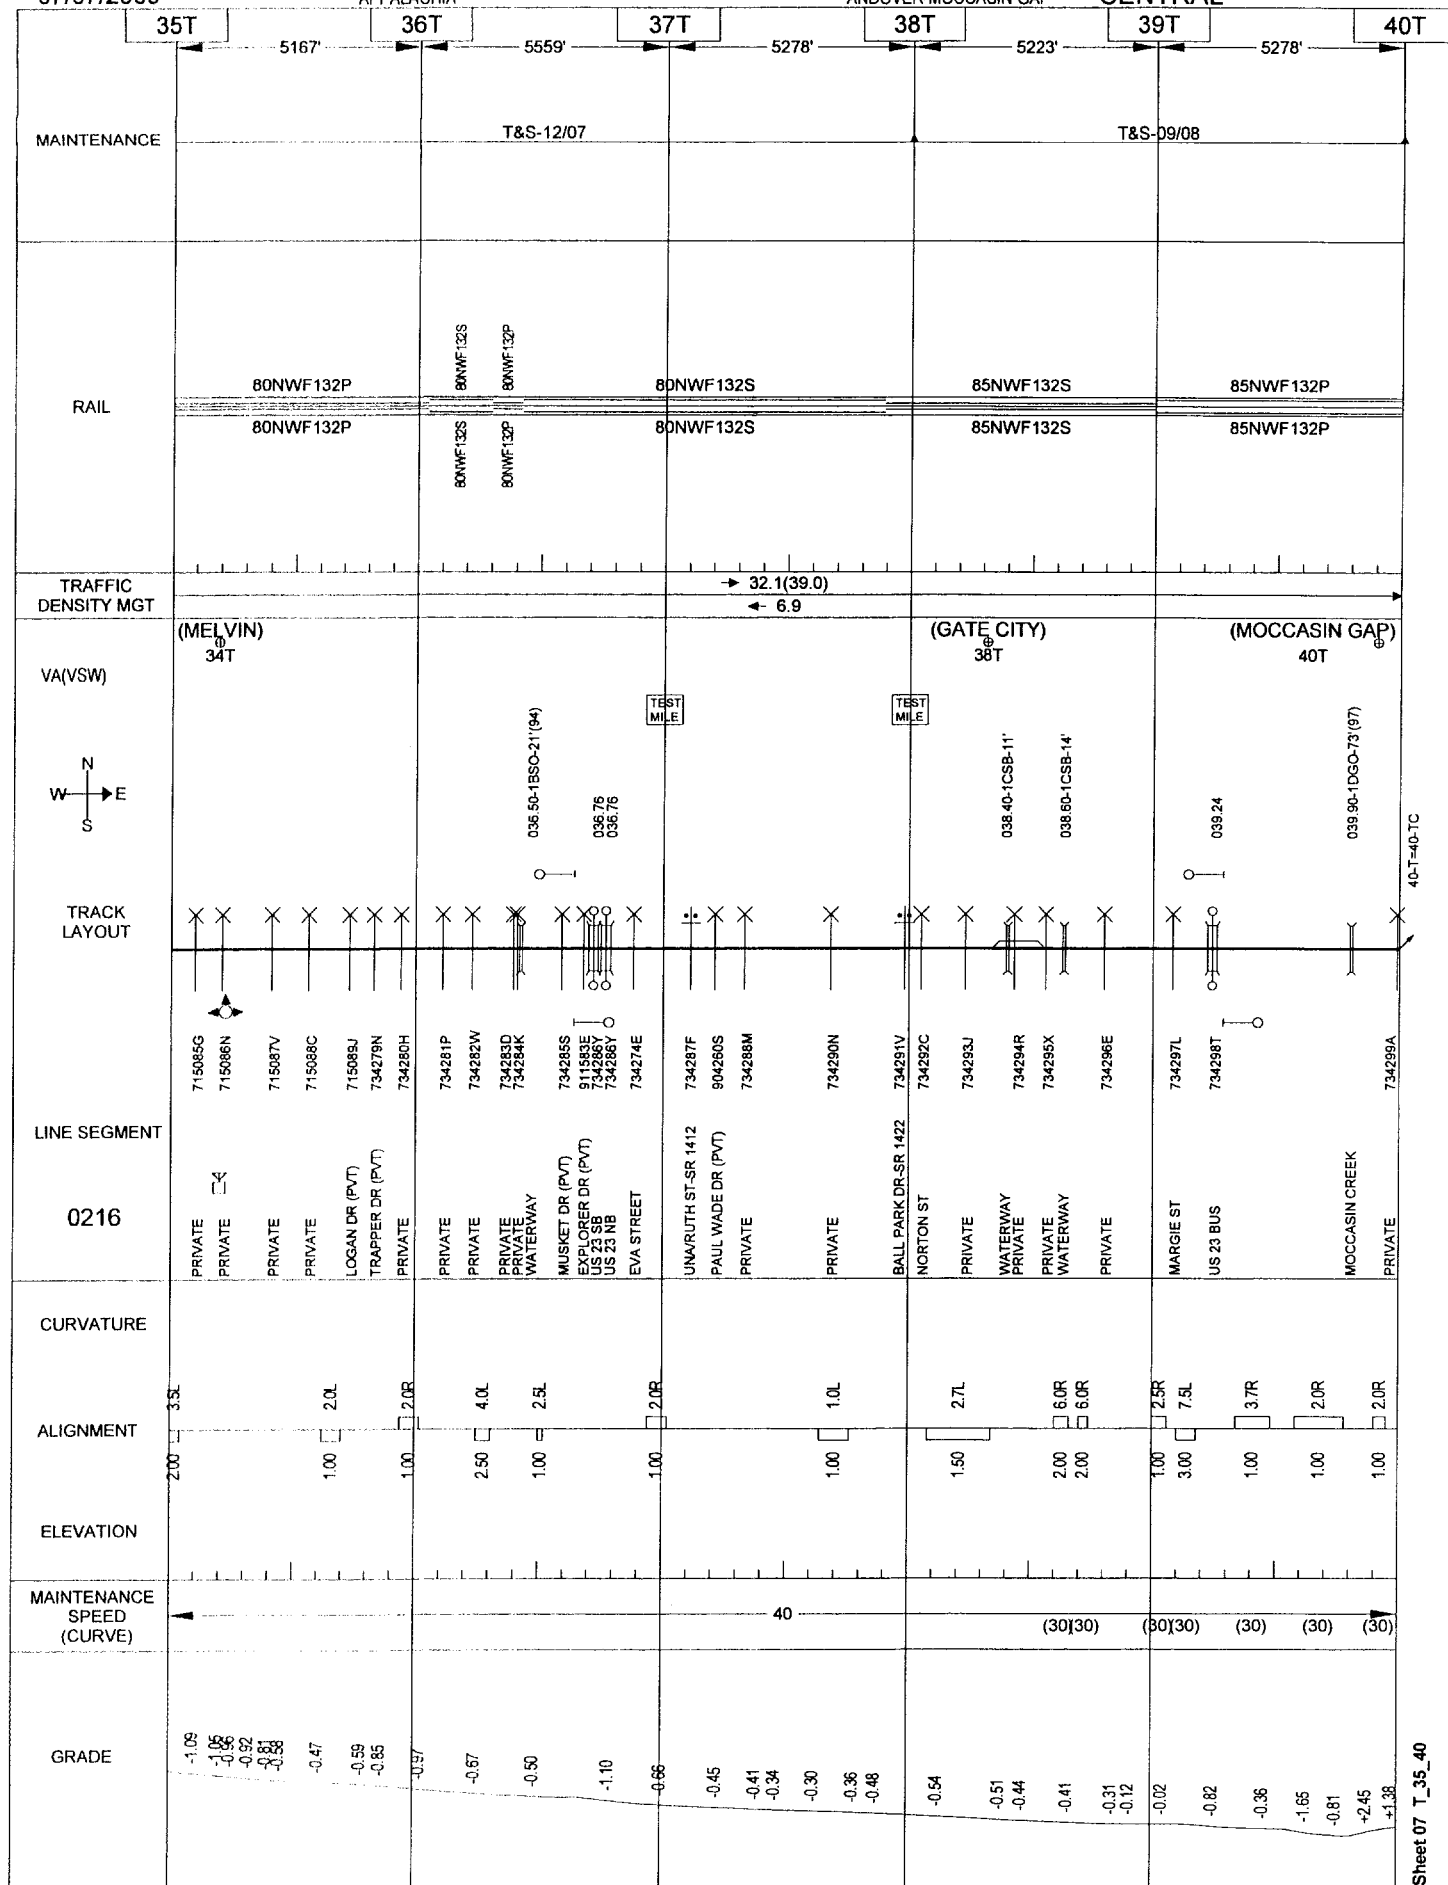 CENTRAL
35T 36T 37T 38T 39T 40T
5167' 5559' 5278' 5223' 5278'
MAINTENANCE
T&S-12/07 T&S-09/08
RAIL
80NWF132P 80NWF132S 80NWF132P 80NWF132S 85NWF132S 85NWF132P
80NWF132P 80NWF132S 80NWF132P 80NWF132S 85NWF132S 85NWF132P
TRAFFIC
DENSITY MGT
32.1(39.0)
6.9
(MELVIN) (GATE CITY) (MOCCASIN GAP)
34T 38T 40T
VA(VSW)
TEST
MILE
TEST
MILE
N
W E
S
036.50-1BSO-21'(94)
036.76
036.76
038.40-1CSB-11'
038.60-1CSB-14'
039.24
039.90-1DGO-73'(97)
40-T=40-TC
TRACK
LAYOUT
715085G
715086N
715087V
715088C
715089J
734279N
734280H
734281P
734282W
734283D
734284K
734285S
911583E
734286Y
734286Y
734274E
734287F
904260S
734288M
734290N
734291V
734292C
734293J
734294R
734295X
734296E
734297L
734298T
734299A
LINE SEGMENT
0216
PRIVATE
PRIVATE
PRIVATE
PRIVATE
LOGAN DR (PVT)
TRAPPER DR (PVT)
PRIVATE
PRIVATE
PRIVATE
PRIVATE
PRIVATE
WATERWAY
MUSKET DR (PVT)
EXPLORER DR (PVT)
US 23 SB
US 23 NB
EVA STREET
UNA/RUTH ST-SR 1412
PAUL WADE DR (PVT)
PRIVATE
PRIVATE
BALL PARK DR-SR 1422
NORTON ST
PRIVATE
WATERWAY
PRIVATE
PRIVATE
WATERWAY
PRIVATE
MARGIE ST
US 23 BUS
MOCCASIN CREEK
PRIVATE
CURVATURE
3.5L 2.0L 2.0R 4.0L 2.5L 2.0R 1.0L 2.7L 6.0R 6.0R 2.5R 7.5L 3.7R 2.0R 2.0R
ALIGNMENT
2.00 1.00 1.00 2.50 1.00 1.00 1.00 1.50 2.00 2.00 1.00 3.00 1.00 1.00 1.00
ELEVATION
MAINTENANCE
SPEED
(CURVE)
40
(30)(30) (30)(30) (30) (30) (30)
GRADE
-1.09 -1.05 -0.96 -0.92 -0.81 -0.58 -0.47 -0.59 -0.85 -0.97 -0.67 -0.50 -1.10 -0.66 -0.45 -0.41 -0.34 -0.30 -0.36 -0.48 -0.54 -0.51 -0.44 -0.41 -0.31 -0.12 -0.02 -0.82 -0.36 -1.65 -0.81 +2.45 +1.38
Sheet 07 T_35_40